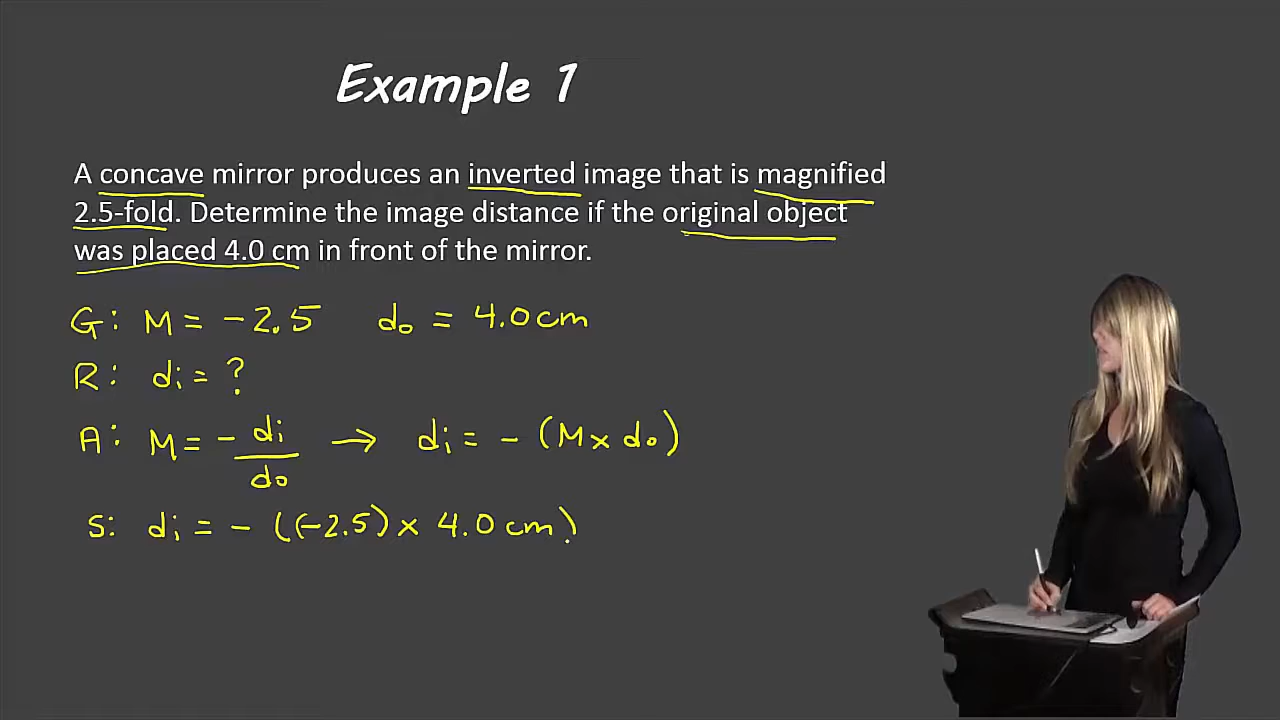 Example 1
A concave mirror produces an inverted image that is magnified
2.5-fold. Determine the image distance if the original object
was placed 4.0 cm in front of the mirror.
G: M = -2.5 do = 4.0 cm
R: di = ?
A: M = - di/do → di = - (M x do)
S: di = - ((-2.5) x 4.0 cm)